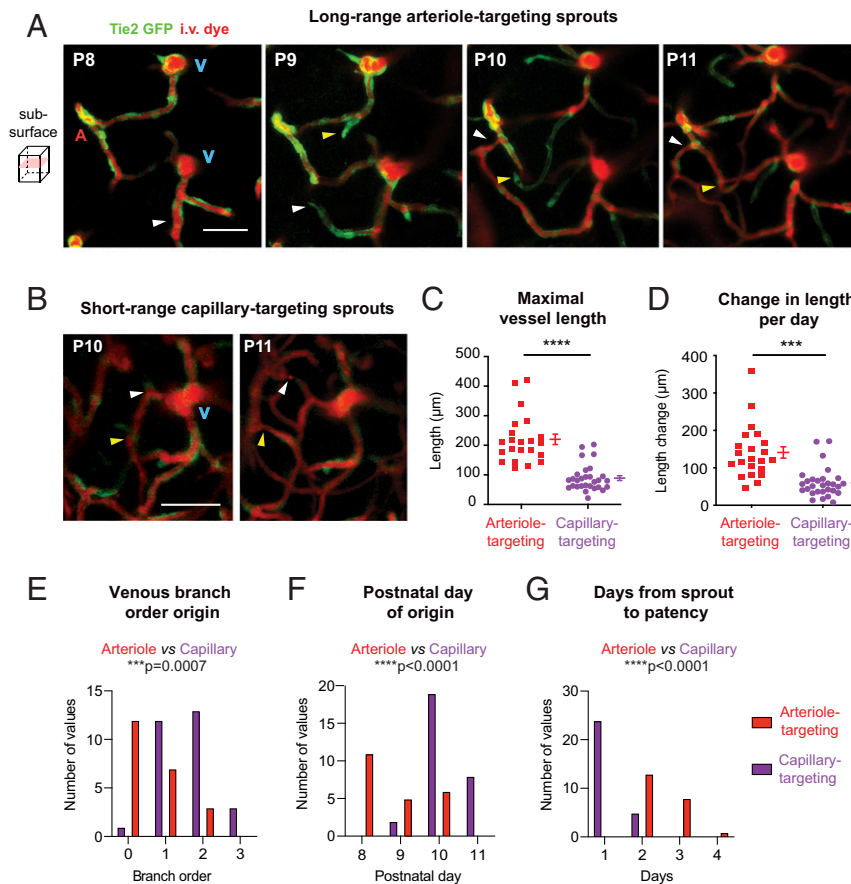 A
Long-range arteriole-targeting sprouts
Tie2 GFP i.v. dye
P8
V
P9
P10
P11
sub-
surface
A
V
B
Short-range capillary-targeting sprouts
P10
V
P11
C
Maximal
vessel length
****
500
400
300
200
100
0
Length (µm)
Arteriole-
targeting
Capillary-
targeting
D
Change in length
per day
***
400
300
200
100
0
Length change (µm)
Arteriole-
targeting
Capillary-
targeting
E
Venous branch
order origin
Arteriole vs Capillary
***p=0.0007
15
10
5
0
Number of values
0 1 2 3
Branch order
F
Postnatal day
of origin
Arteriole vs Capillary
****p<0.0001
20
15
10
5
0
Number of values
8 9 10 11
Postnatal day
G
Days from sprout
to patency
Arteriole vs Capillary
****p<0.0001
30
20
10
0
Number of values
1 2 3 4
Days
Arteriole-
targeting
Capillary-
targeting